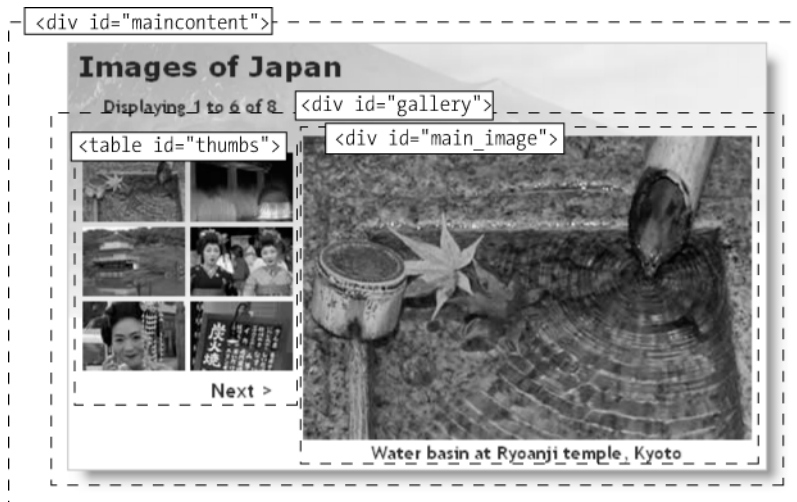 <div id="maincontent">
Images of Japan
Displaying 1 to 6 of 8
<div id="gallery">
<table id="thumbs">
<div id="main_image">
Next >
Water basin at Ryoanji temple, Kyoto